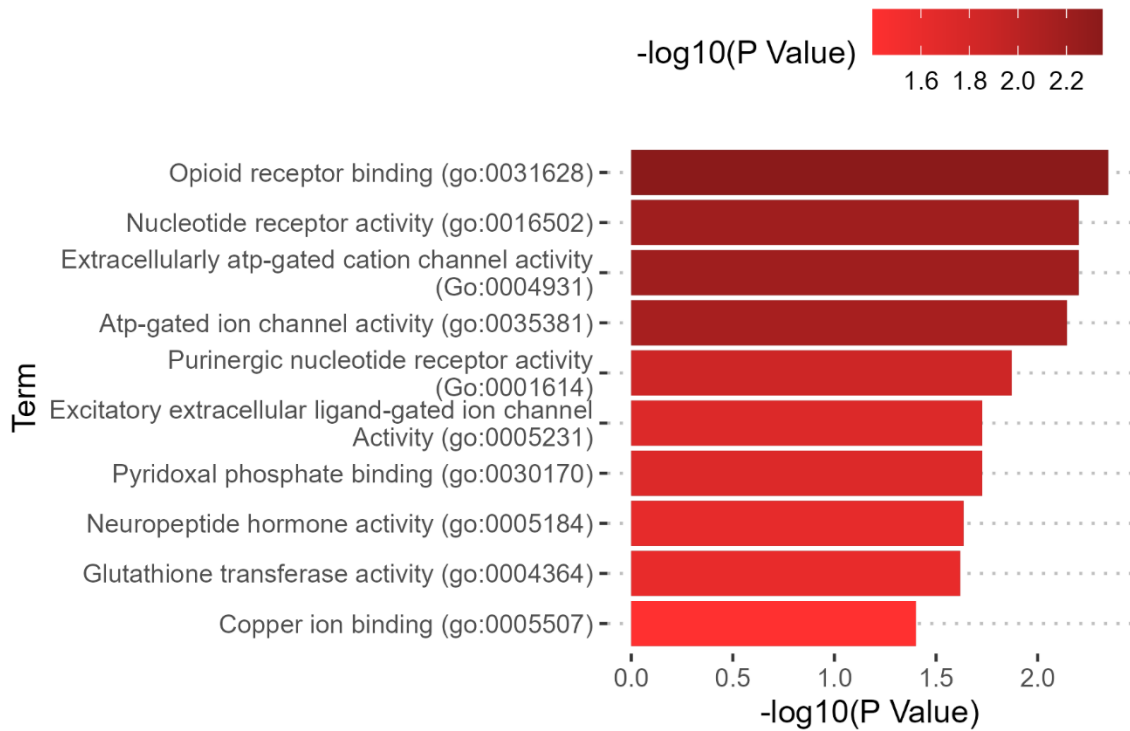 -log10(P Value)
1.6 1.8 2.0 2.2
Term
Opioid receptor binding (go:0031628)
Nucleotide receptor activity (go:0016502)
Extracellularly atp-gated cation channel activity
(Go:0004931)
Atp-gated ion channel activity (go:0035381)
Purinergic nucleotide receptor activity
(Go:0001614)
Excitatory extracellular ligand-gated ion channel
Activity (go:0005231)
Pyridoxal phosphate binding (go:0030170)
Neuropeptide hormone activity (go:0005184)
Glutathione transferase activity (go:0004364)
Copper ion binding (go:0005507)
0.0 0.5 1.0 1.5 2.0
-log10(P Value)